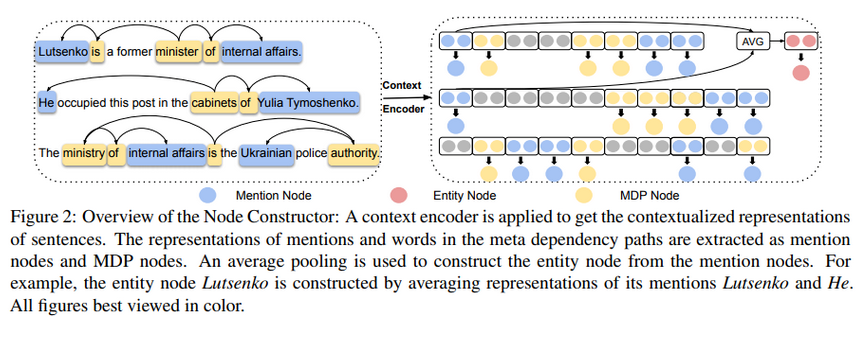 Lutsenko is a former minister of internal affairs.
AVG
Context
Encoder
He occupied this post in the cabinets of Yulia Tymoshenko.
The ministry of internal affairs is the Ukrainian police authority.
Mention Node
Entity Node
MDP Node
Figure 2: Overview of the Node Constructor: A context encoder is applied to get the contextualized representations
of sentences. The representations of mentions and words in the meta dependency paths are extracted as mention
nodes and MDP nodes. An average pooling is used to construct the entity node from the mention nodes. For
example, the entity node Lutsenko is constructed by averaging representations of its mentions Lutsenko and He.
All figures best viewed in color.